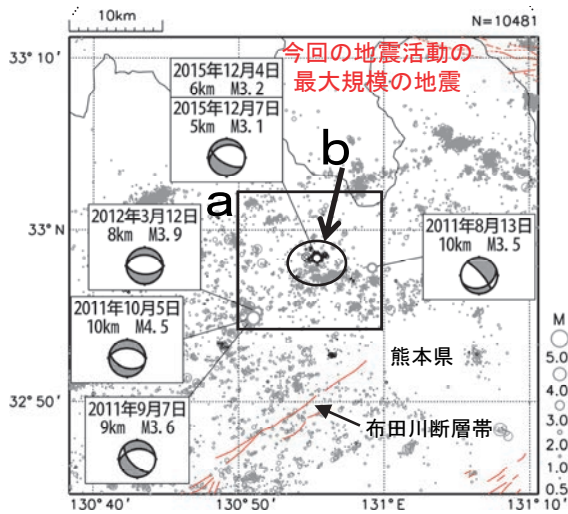 10km
N=10481
33°10′
33°N
32°50′
今回の地震活動の
最大規模の地震
2015年12月4日
6km M3.2
2015年12月7日
5km M3.1
b
a
2012年3月12日
8km M3.9
2011年8月13日
10km M3.5
2011年10月5日
10km M4.5
2011年9月7日
9km M3.6
熊本県
布田川断層帯
M
5.0
4.0
3.0
2.0
1.0
0.5
130°40′
130°50′
131°E
131°10′